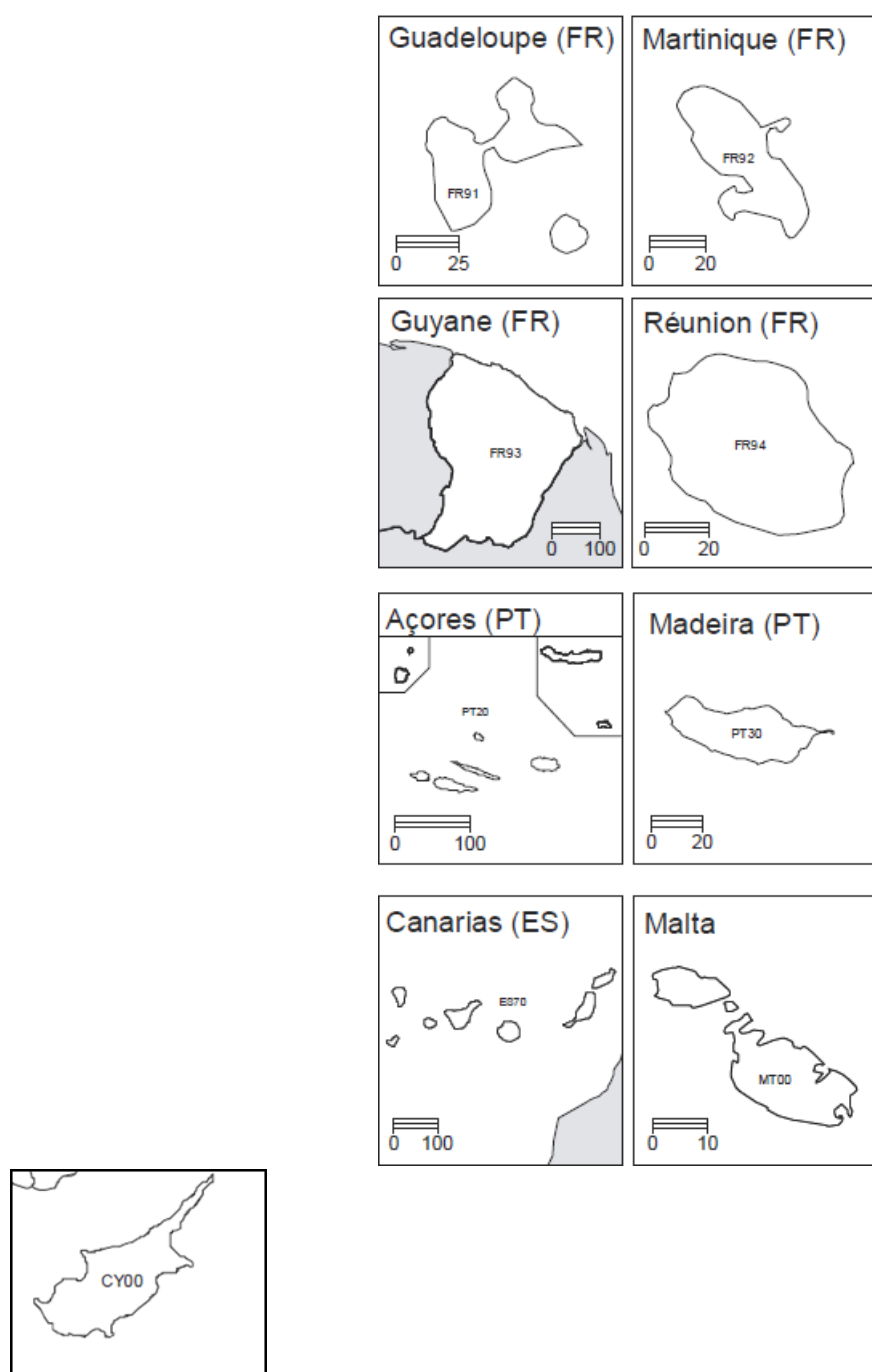 Guadeloupe (FR)
FR91
0 25
Martinique (FR)
FR92
0 20
Guyane (FR)
FR93
0 100
Réunion (FR)
FR94
0 20
Açores (PT)
PT20
0 100
Madeira (PT)
PT30
0 20
Canarias (ES)
ES70
0 100
Malta
MT00
0 10
CY00